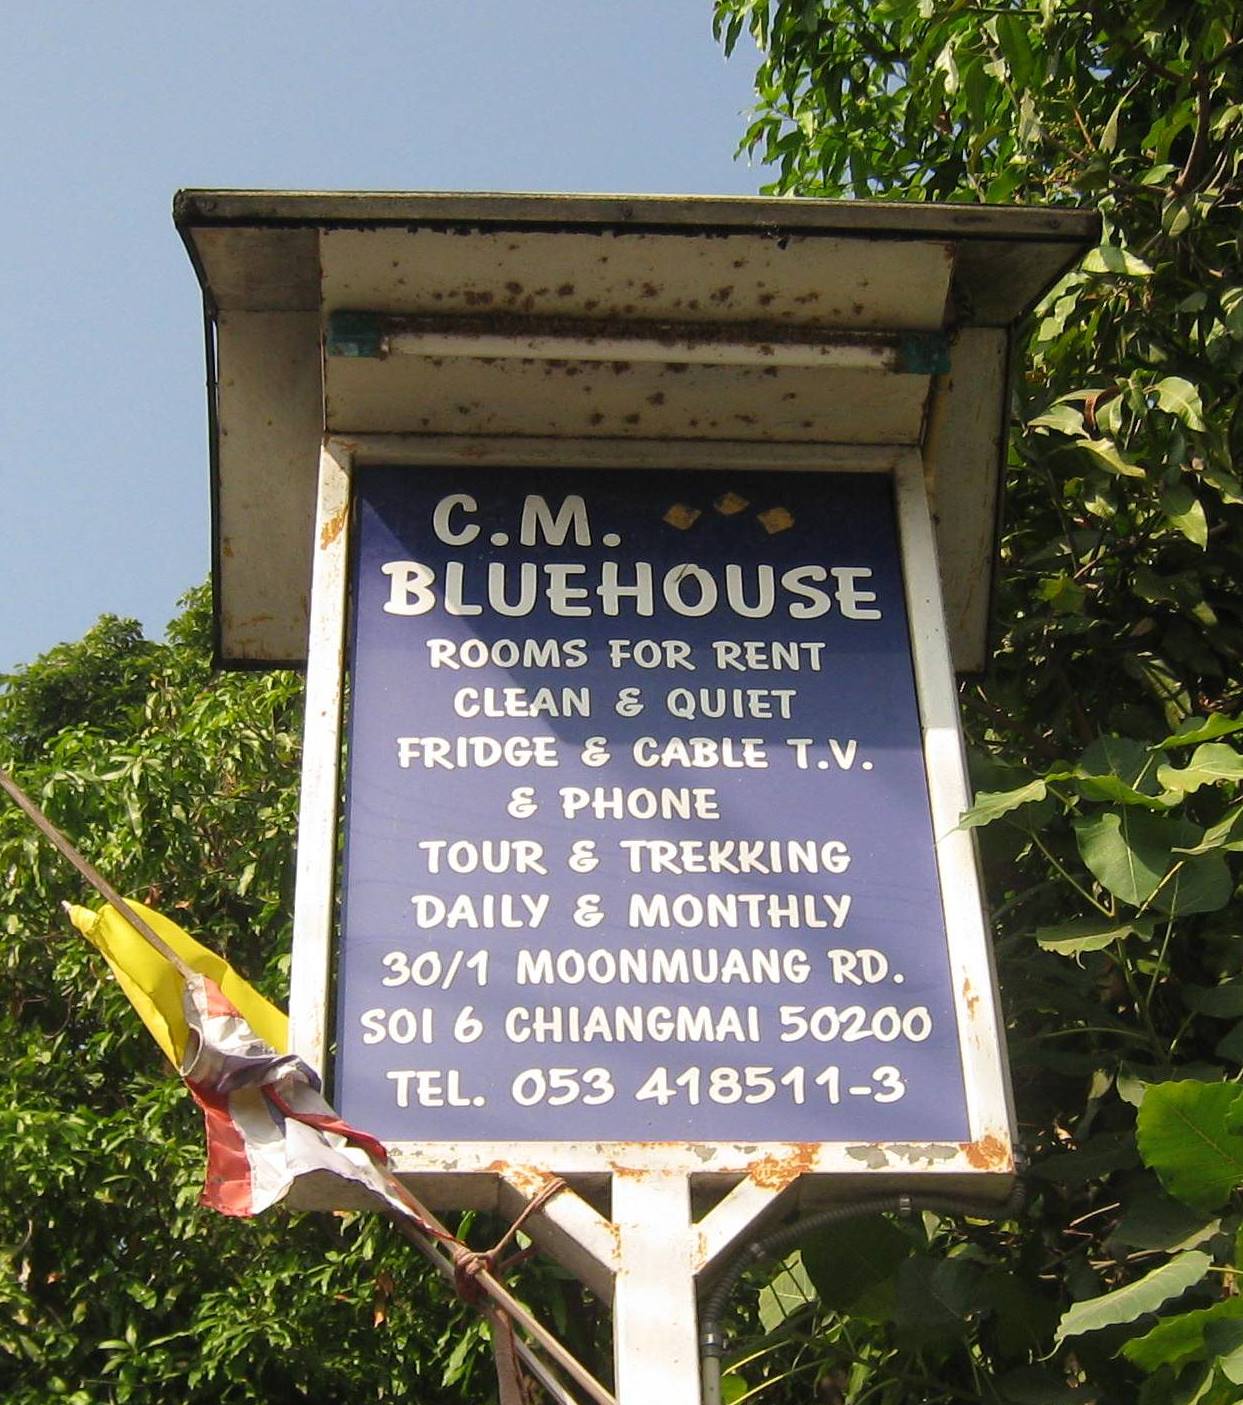 C.M.
BLUEHOUSE
ROOMS FOR RENT
CLEAN & QUIET
FRIDGE & CABLE T.V.
& PHONE
TOUR & TREKKING
DAILY & MONTHLY
30/1 MOONMUANG RD.
SOI 6 CHIANGMAI 50200
TEL. 053 418511-3